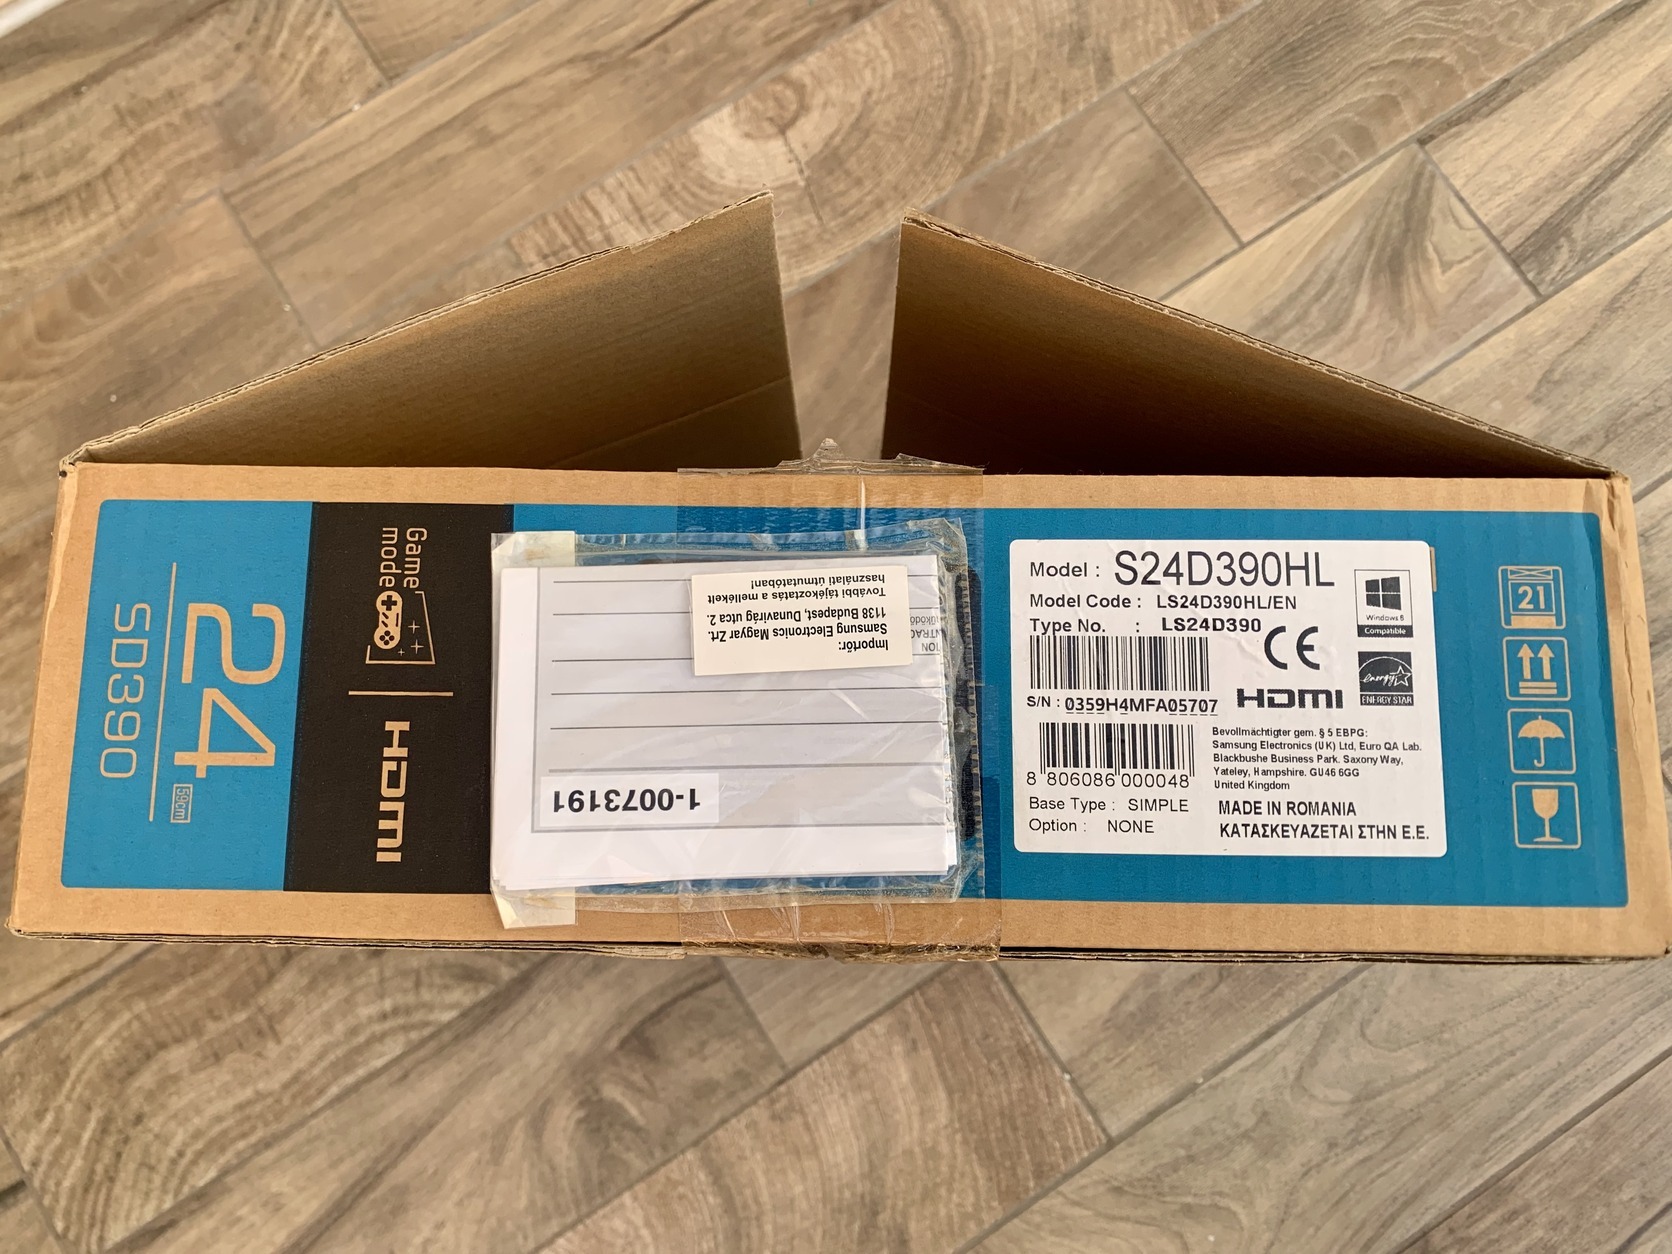 SD390
24
59cm
Game
mode
HDMI
Importőr:
Samsung Electronics Magyar Zrt.
1138 Budapest, Dunavirág utca 2.
További tájékoztatás a mellékelt
használati útmutatóban!
1-0073191
Model : S24D390HL
Model Code : LS24D390HL/EN
Type No. : LS24D390
Windows 8
Compatible
CE
S/N : 0359H4MFA05707
HDMI
energy
ENERGY STAR
8 806086 000048
Bevollmächtigter gem. § 5 EBPG:
Samsung Electronics (UK) Ltd, Euro QA Lab.
Blackbushe Business Park. Saxony Way,
Yateley, Hampshire. GU46 6GG
United Kingdom
Base Type : SIMPLE
Option : NONE
MADE IN ROMANIA
ΚΑΤΑΣΚΕΥΑΖΕΤΑΙ ΣΤΗΝ Ε.Ε.
21